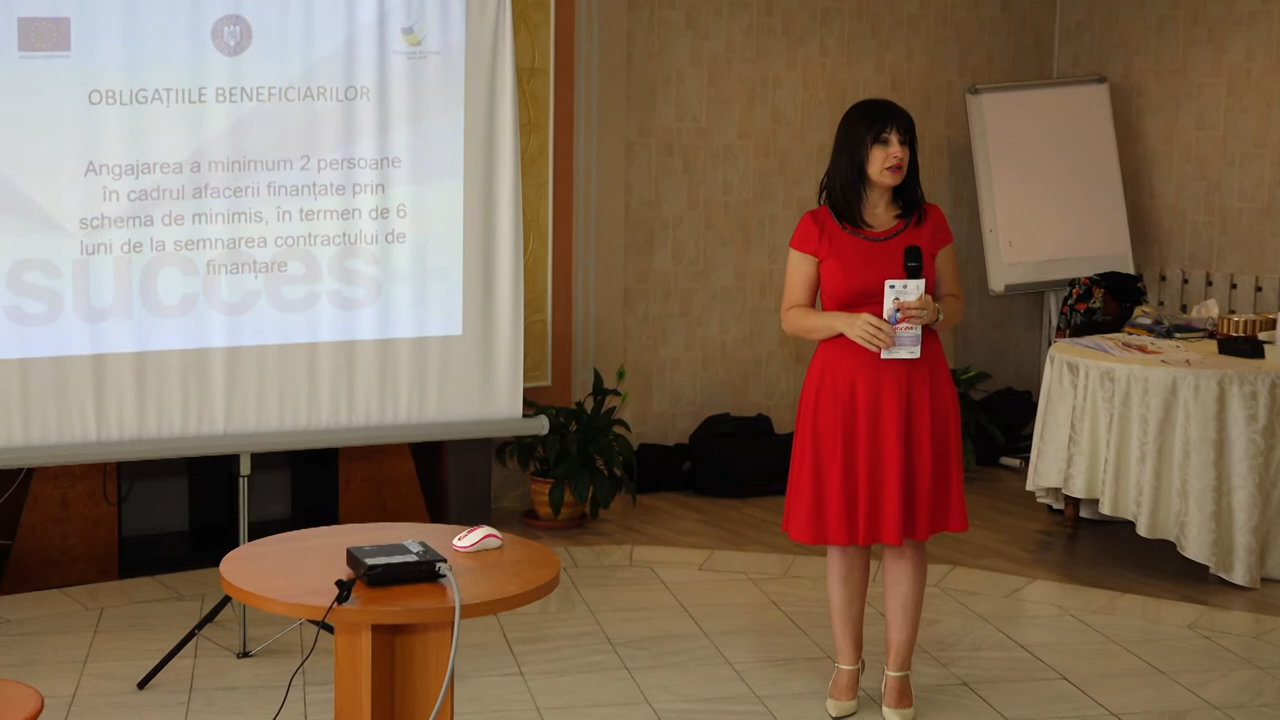 OBLIGAȚIILE BENEFICIARILOR
Angajarea a minimum 2 persoane
în cadrul afacerii finanțate prin
schema de minimis, în termen de 6
luni de la semnarea contractului de
finanțare
succes